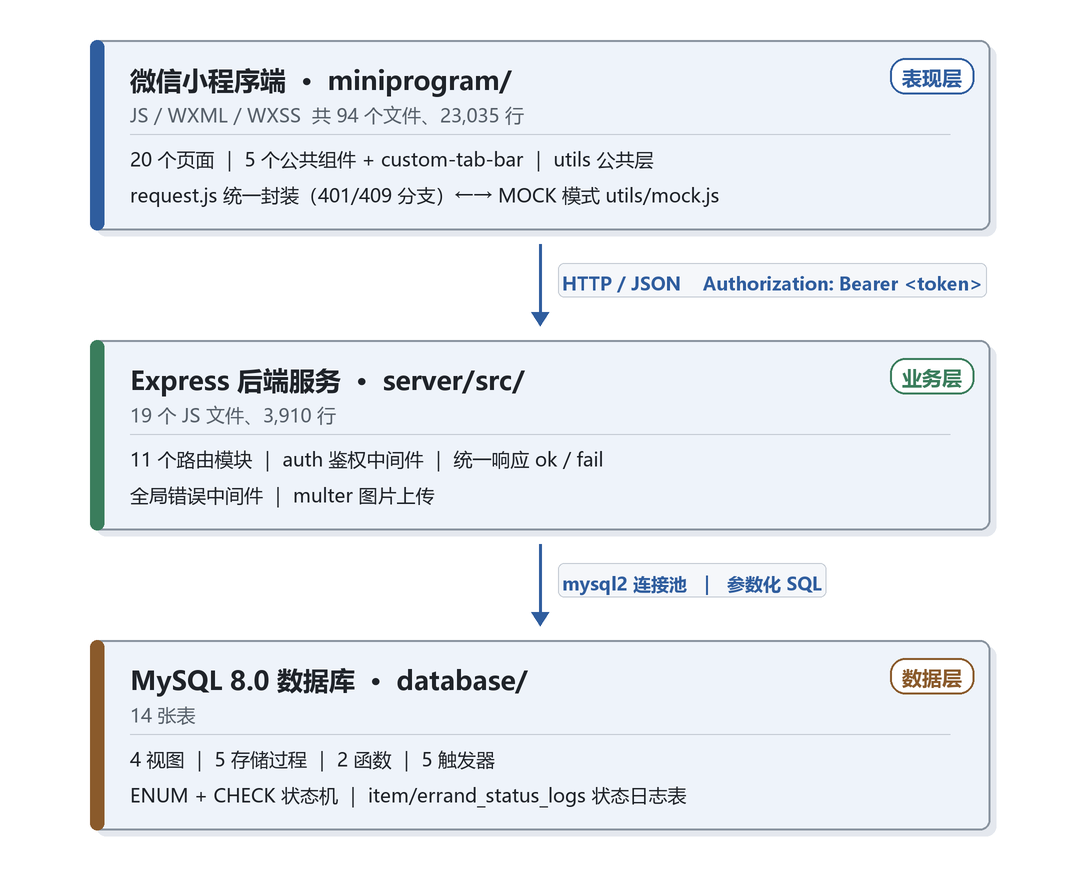 微信小程序端 • miniprogram/
表现层
JS / WXML / WXSS 共 94 个文件、23,035 行
20 个页面 | 5 个公共组件 + custom-tab-bar | utils 公共层
request.js 统一封装（401/409 分支）←→ MOCK 模式 utils/mock.js
HTTP / JSON Authorization: Bearer <token>
Express 后端服务 • server/src/
业务层
19 个 JS 文件、3,910 行
11 个路由模块 | auth 鉴权中间件 | 统一响应 ok / fail
全局错误中间件 | multer 图片上传
mysql2 连接池 | 参数化 SQL
MySQL 8.0 数据库 • database/
数据层
14 张表
4 视图 | 5 存储过程 | 2 函数 | 5 触发器
ENUM + CHECK 状态机 | item/errand_status_logs 状态日志表